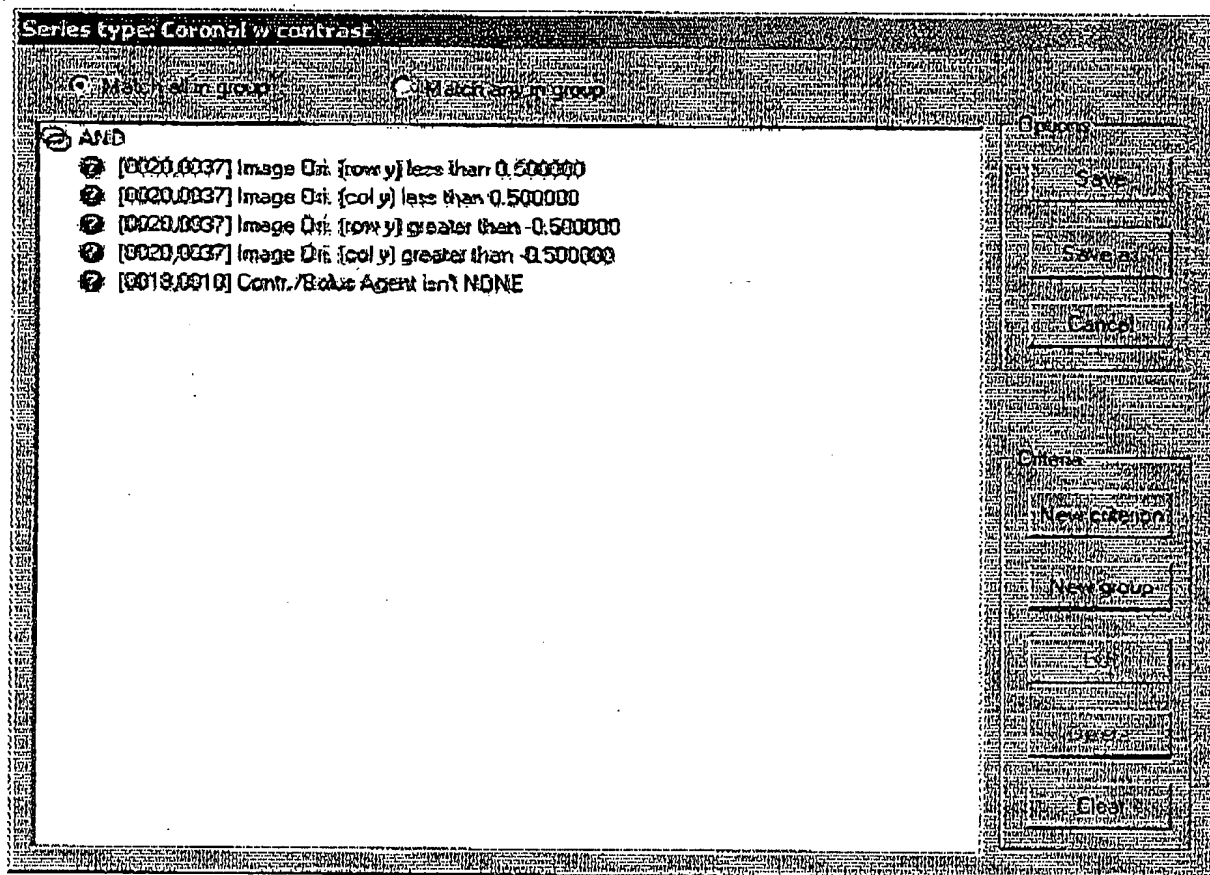 Series type: Coronal w contrast
Match all in group
Match any in group
AND
[0020,0037] Image Ori. {row y} less than 0.500000
[0020,0037] Image Ori. {col y} less than 0.500000
[0020,0037] Image Ori. {row y} greater than -0.500000
[0020,0037] Image Ori. {col y} greater than -0.500000
[0018,0010] Contr./Bolus Agent isn't NONE
Options
Save
Save as
Cancel
Criteria
New criterion
New group
Edit
Delete
Clear